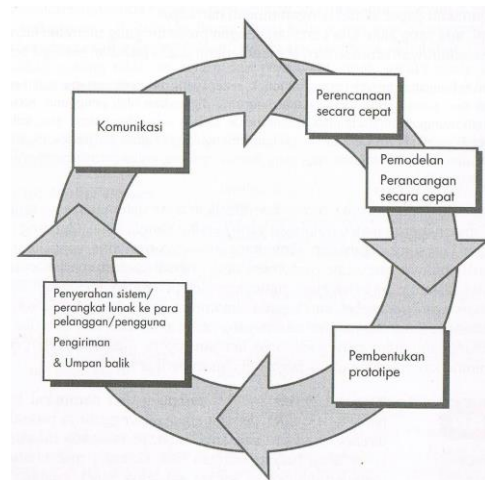 Komunikasi
Perencanaan
secara cepat
Pemodelan
Perancangan
secara cepat
Pembentukan
prototipe
Penyerahan sistem/
perangkat lunak ke para
pelanggan/pengguna
Pengiriman
& Umpan balik